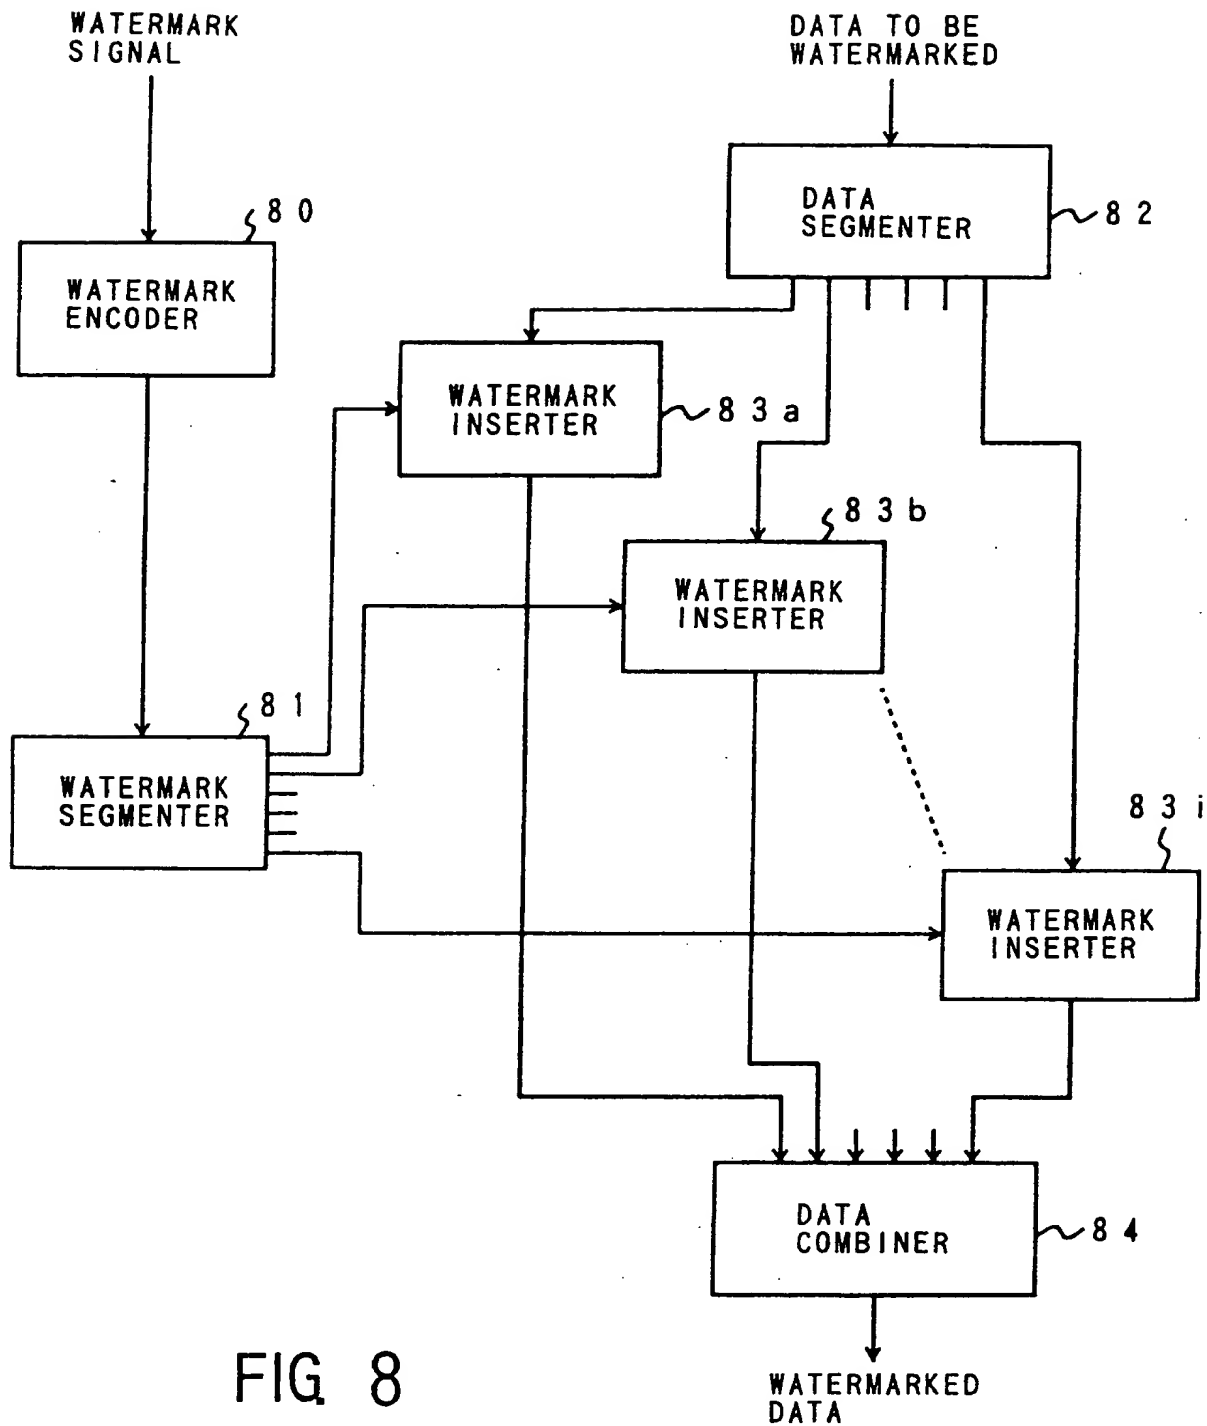 WATERMARK
SIGNAL
DATA TO BE
WATERMARKED
80
WATERMARK
ENCODER
DATA
SEGMENTER
82
WATERMARK
INSERTER
83a
83b
WATERMARK
INSERTER
81
WATERMARK
SEGMENTER
83i
WATERMARK
INSERTER
DATA
COMBINER
84
FIG. 8
WATERMARKED
DATA